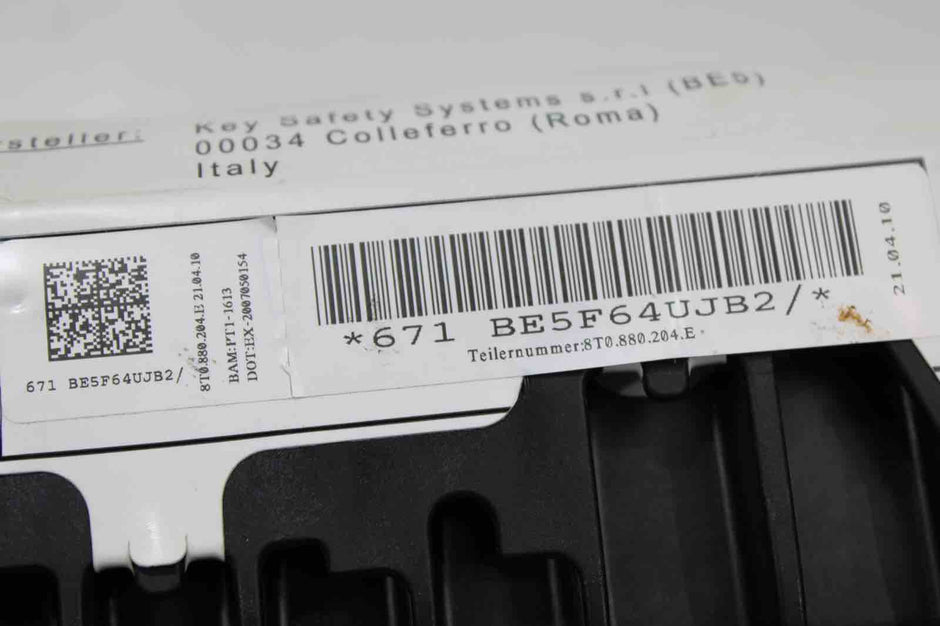 Key Safety Systems s.r.l (BE5)
steller:
00034 Colleferro (Roma)
Italy
671 BE5F64UJB2/
8T0.880.204.E 21.04.10
BAM:PT1-1613
DOT:EX-2007050154
*671 BE5F64UJB2/*
Teilernummer:8T0.880.204.E
21.04.10